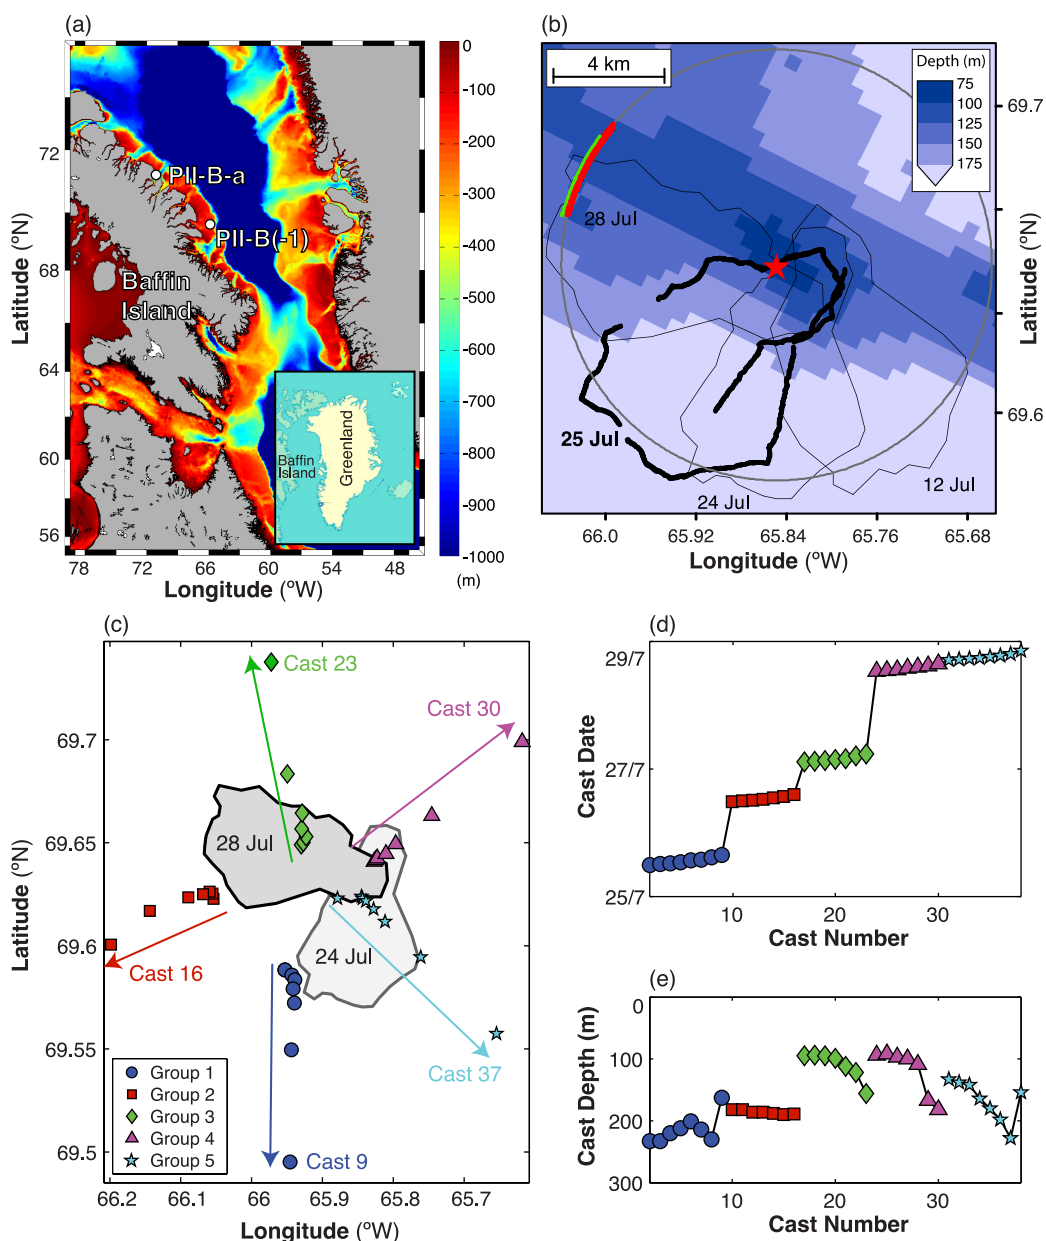 (a)
0
-100
-200
-300
-400
-500
-600
-700
-800
-900
-1000
(m)
72
68
64
60
56
Latitude (ºN)
78
72
66
60
54
48
Longitude (ºW)
PII-B-a
PII-B(-1)
Baffin
Island
Baffin
Island
Greenland
(b)
4 km
Depth (m)
75
100
125
150
175
28 Jul
25 Jul
24 Jul
12 Jul
69.7
69.6
Latitude (ºN)
66.0
65.92
65.84
65.76
65.68
Longitude (ºW)
(c)
Cast 23
Cast 30
28 Jul
24 Jul
Cast 16
Cast 37
Cast 9
Group 1
Group 2
Group 3
Group 4
Group 5
69.7
69.65
69.6
69.55
69.5
Latitude (ºN)
66.2
66.1
66
65.9
65.8
65.7
Longitude (ºW)
(d)
29/7
27/7
25/7
Cast Date
10
20
30
Cast Number
(e)
0
100
200
300
Cast Depth (m)
10
20
30
Cast Number